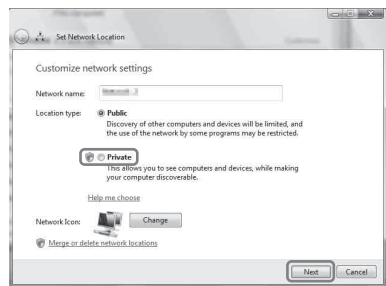 Set Network Location
Customize network settings
Network name:
Location type:
Public
Discovery of other computers and devices will be limited, and
the use of the network by some programs may be restricted.
Private
This allows you to see computers and devices, while making
your computer discoverable.
Help me choose
Network Icon:
Change
Merge or delete network locations
Next
Cancel